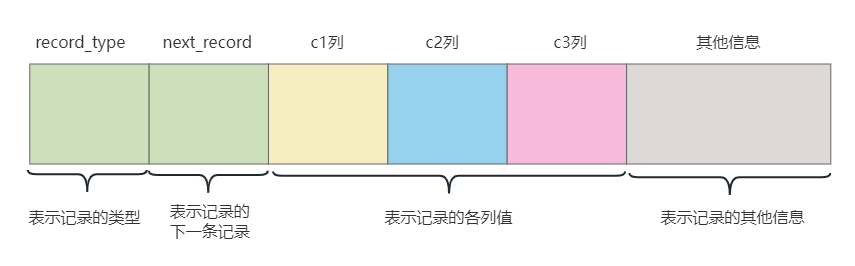 record_type
next_record
c1列
c2列
c3列
其他信息
表示记录的类型
表示记录的
下一条记录
表示记录的各列值
表示记录的其他信息